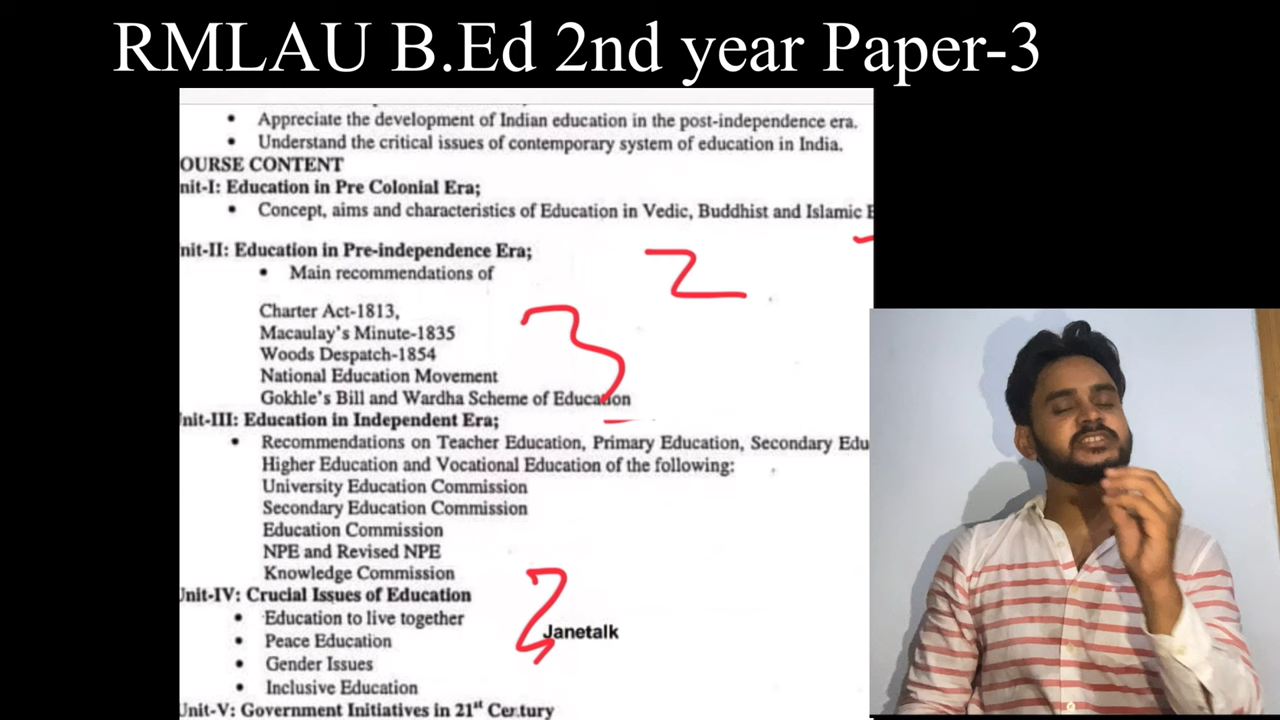 RMLAU B.Ed 2nd year Paper-3
• Appreciate the development of Indian education in the post-independence era.
• Understand the critical issues of contemporary system of education in India.
OURSE CONTENT
nit-I: Education in Pre Colonial Era;
• Concept, aims and characteristics of Education in Vedic, Buddhist and Islamic E
nit-II: Education in Pre-independence Era;
2
• Main recommendations of
Charter Act-1813,
3
Macaulay's Minute-1835
Woods Despatch-1854
National Education Movement
Gokhle's Bill and Wardha Scheme of Education
nit-III: Education in Independent Era;
• Recommendations on Teacher Education, Primary Education, Secondary Edu
Higher Education and Vocational Education of the following:
University Education Commission
Secondary Education Commission
Education Commission
NPE and Revised NPE
Knowledge Commission
Unit-IV: Crucial Issues of Education
• Education to live together
Janetalk
• Peace Education
• Gender Issues
• Inclusive Education
Unit-V: Government Initiatives in 21st Century